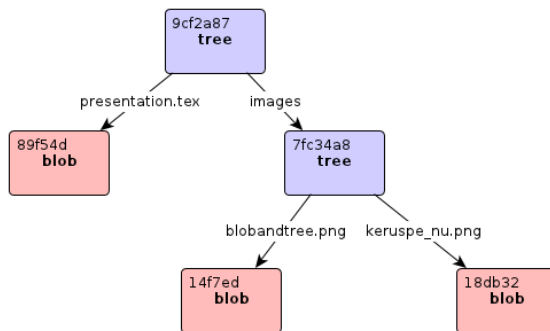 9cf2a87
tree
presentation.tex
images
89f54d
blob
7fc34a8
tree
blobandtree.png
keruspe_nu.png
14f7ed
blob
18db32
blob